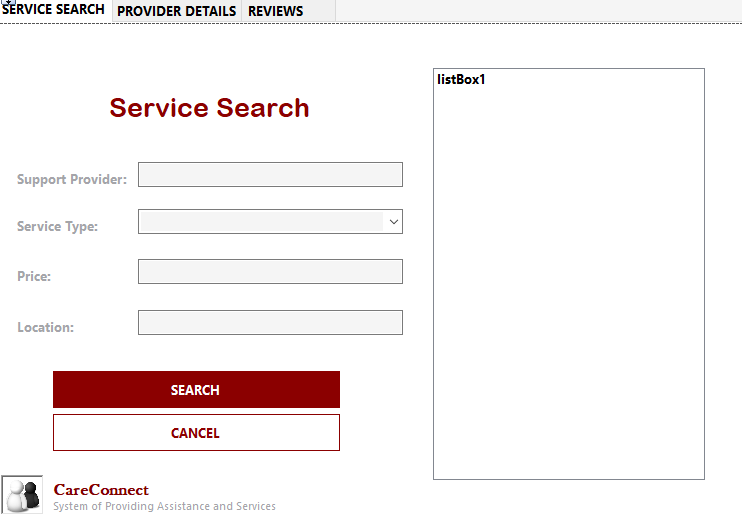 SERVICE SEARCH PROVIDER DETAILS REVIEWS
Service Search
Support Provider:
Service Type:
Price:
Location:
SEARCH
CANCEL
listBox1
CareConnect
System of Providing Assistance and Services